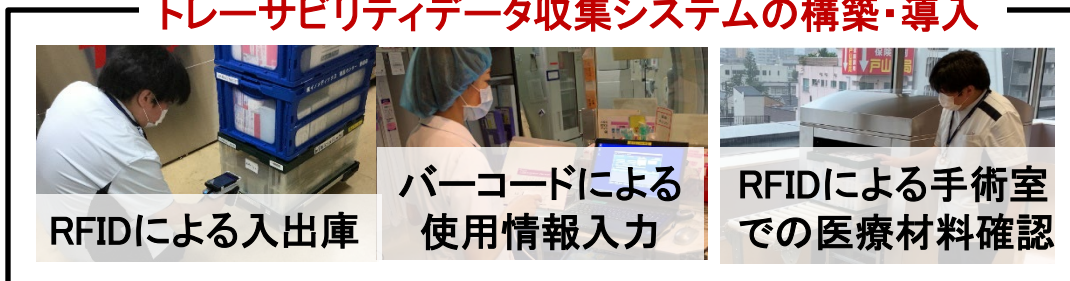 トレーサビリティデータ収集システムの構築・導入
RFIDによる入出庫
バーコードによる
使用情報入力
RFIDによる手術室
での医療材料確認
戸山